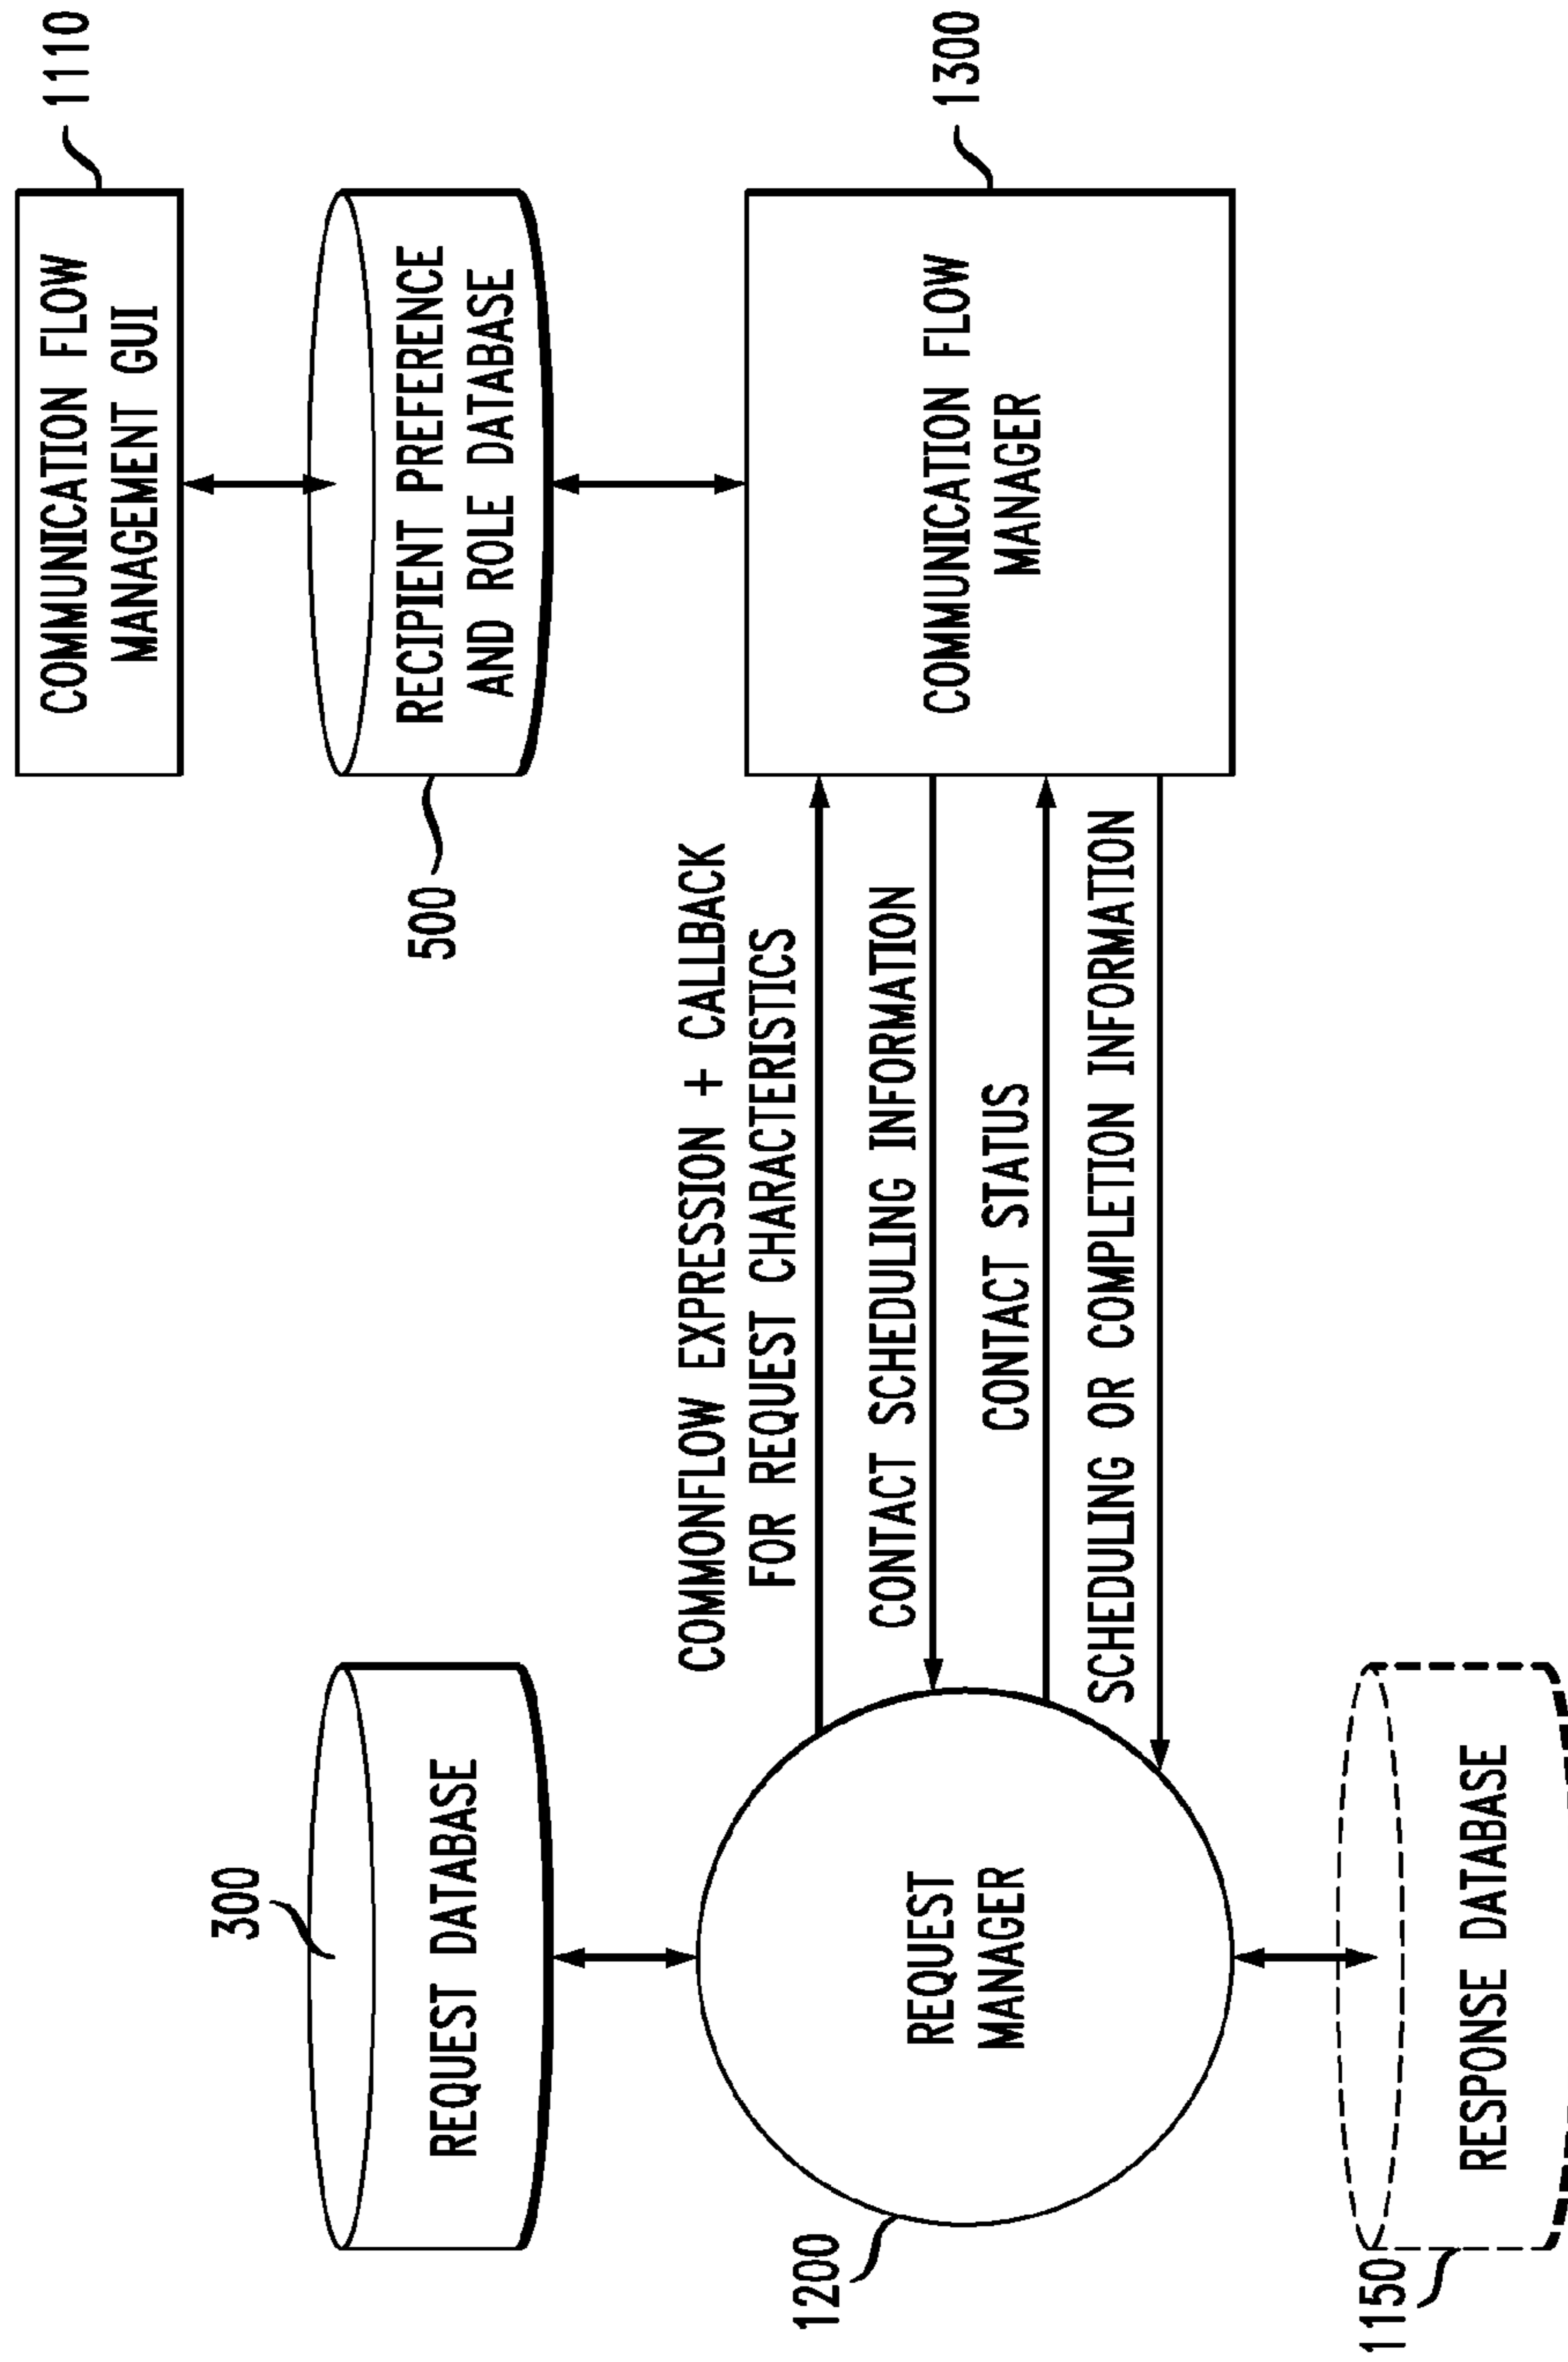 COMMUNICATION FLOW
MANAGEMENT GUI
1110
300
REQUEST DATABASE
500
RECIPIENT PREFERENCE
AND ROLE DATABASE
COMMONFLOW EXPRESSION + CALLBACK
FOR REQUEST CHARACTERISTICS
CONTACT SCHEDULING INFORMATION
CONTACT STATUS
SCHEDULING OR COMPLETION INFORMATION
1200
REQUEST
MANAGER
COMMUNICATION FLOW
MANAGER
1300
1150
RESPONSE DATABASE